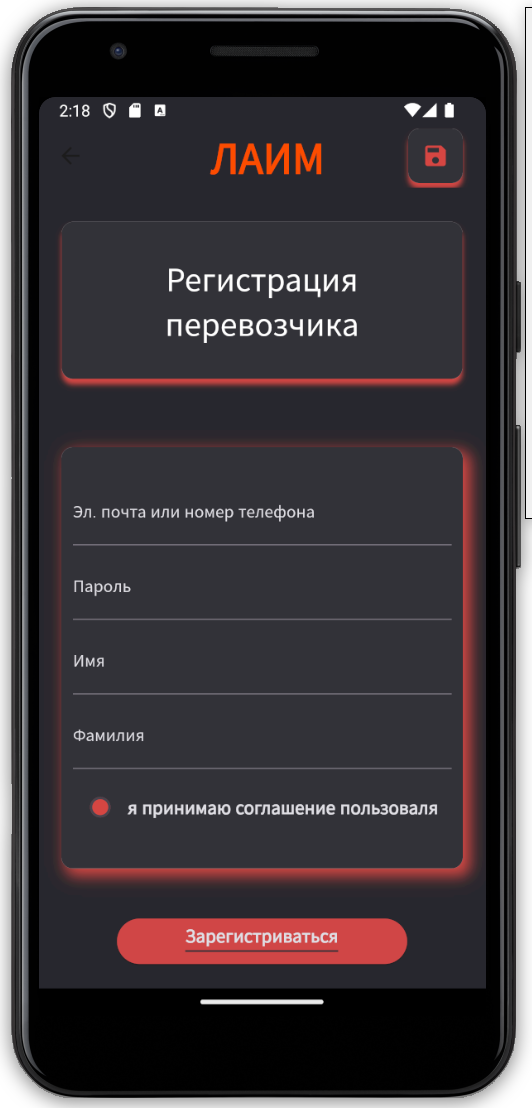 2:18
ЛАИМ
Регистрация
перевозчика
Эл. почта или номер телефона
Пароль
Имя
Фамилия
я принимаю соглашение пользоваля
Зарегистриваться